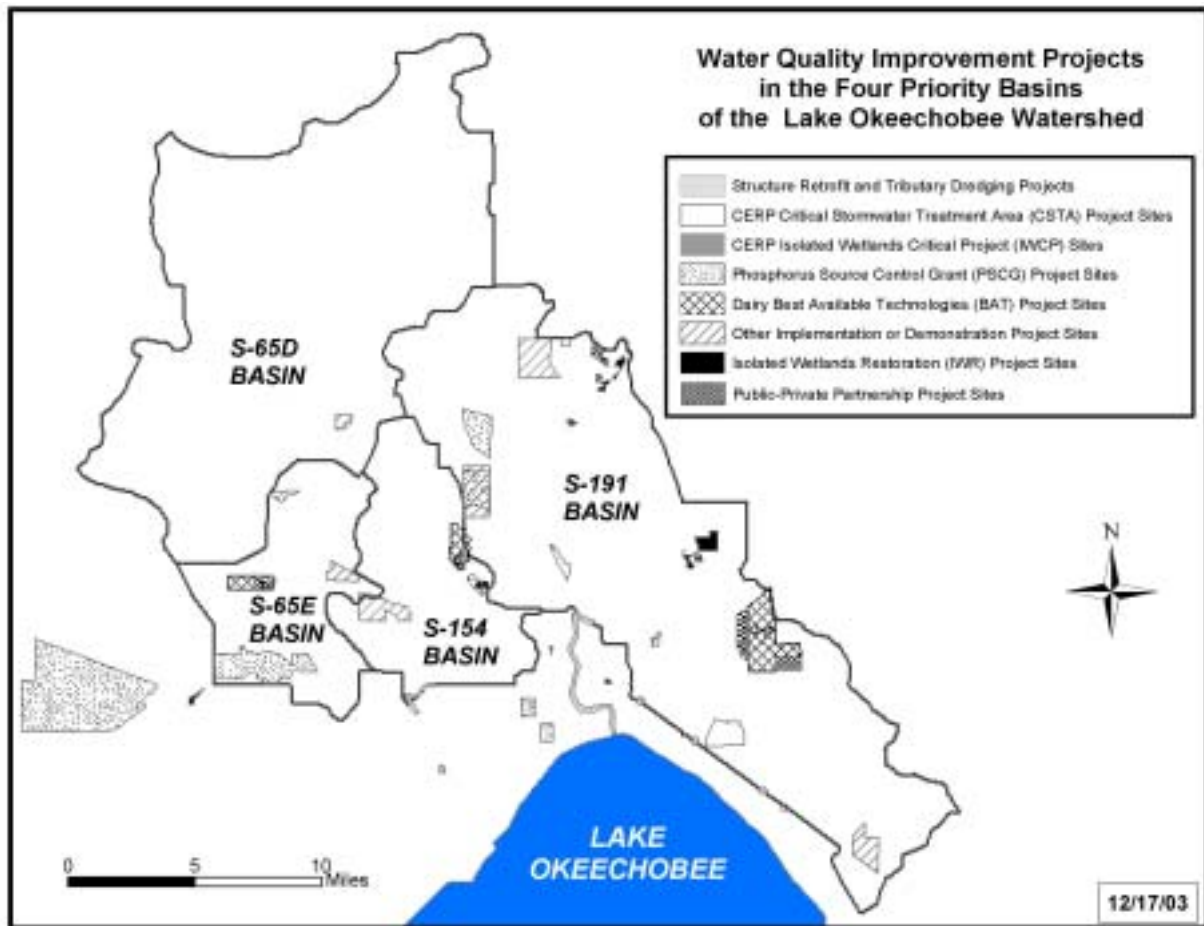 Water Quality Improvement Projects
in the Four Priority Basins
of the Lake Okeechobee Watershed
Structure Retrofit and Tributary Dredging Projects
CERP Critical Stormwater Treatment Area (CSTA) Project Sites
CERP Isolated Wetlands Critical Project (IWCP) Sites
Phosphorus Source Control Grant (PSCG) Project Sites
Dairy Best Available Technologies (BAT) Project Sites
Other Implementation or Demonstration Project Sites
Isolated Wetlands Restoration (IWR) Project Sites
Public-Private Partnership Project Sites
S-65D
BASIN
S-191
BASIN
S-65E
BASIN
S-154
BASIN
N
LAKE
OKEECHOBEE
0 5 10
Miles
12/17/03